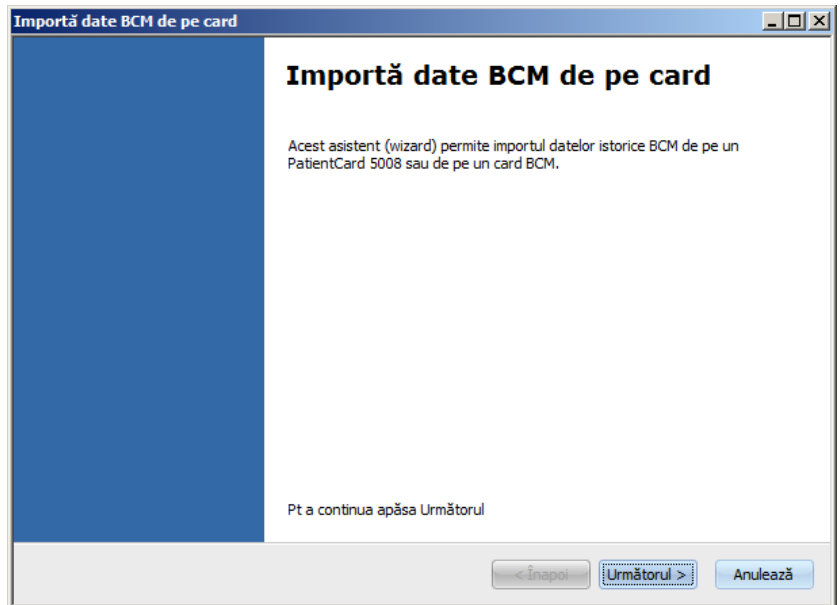 Importă date BCM de pe card
Importă date BCM de pe card
Acest asistent (wizard) permite importul datelor istorice BCM de pe un
PatientCard 5008 sau de pe un card BCM.
Pt a continua apăsa Următorul
< Înapoi Următorul > Anulează